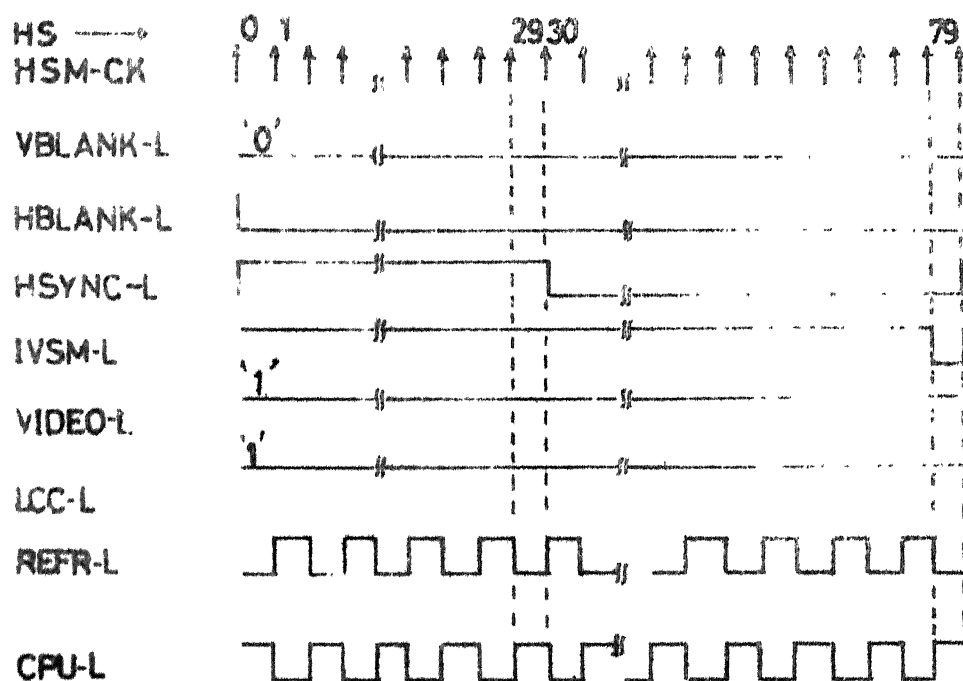 HS 0 1 29 30 79
HSM-CK
VBLANK-L '0'
HBLANK-L
HSYNC-L
IVSM-L
'1'
VIDEO-L
'1'
LCC-L
REFR-L
CPU-L